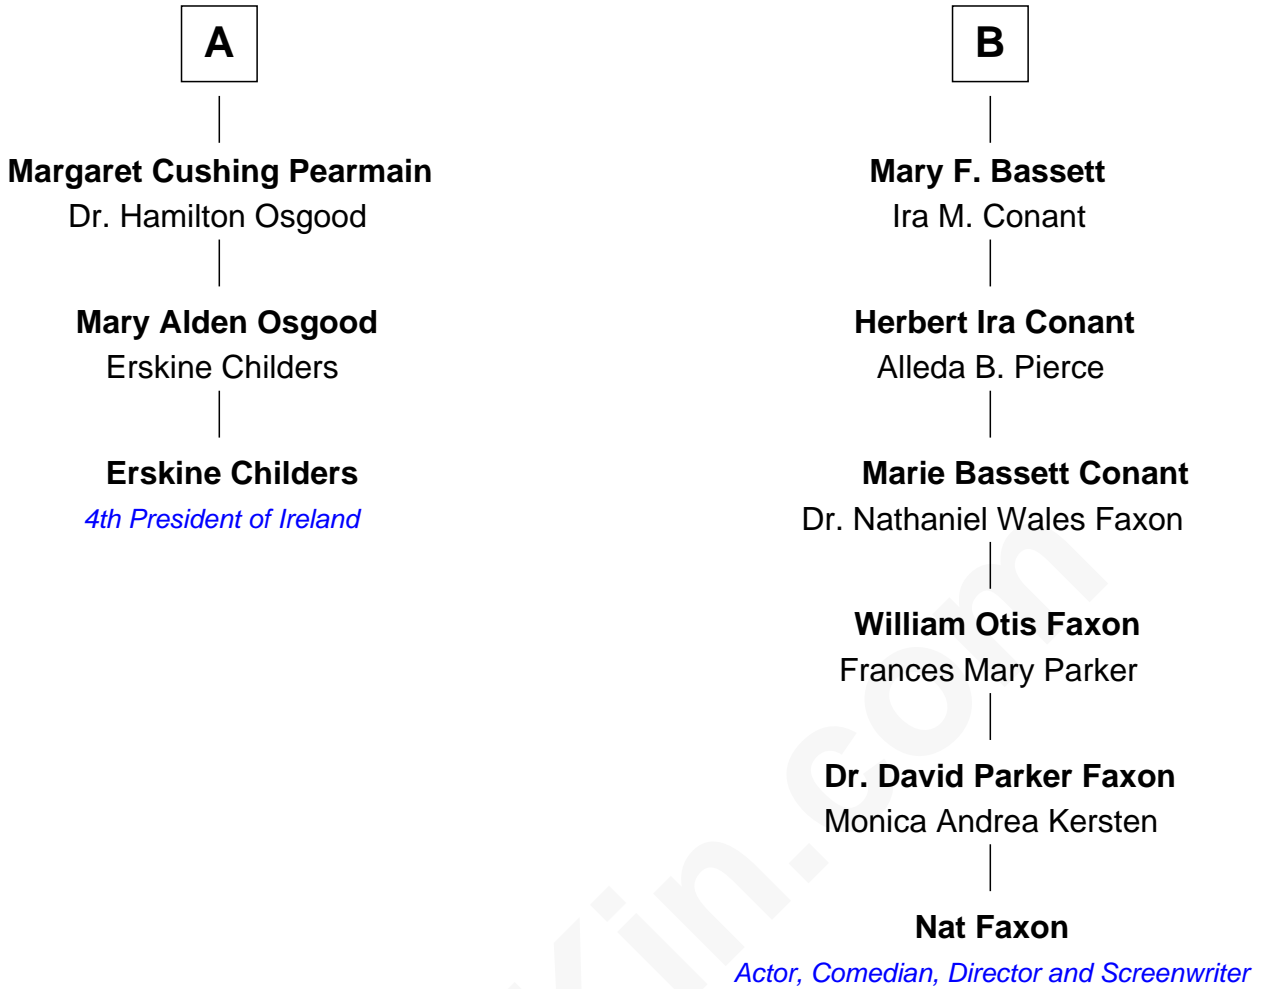 A
Margaret Cushing Pearmain
Dr. Hamilton Osgood
Mary Alden Osgood
Erskine Childers
Erskine Childers
4th President of Ireland
B
Mary F. Bassett
Ira M. Conant
Herbert Ira Conant
Alleda B. Pierce
Marie Bassett Conant
Dr. Nathaniel Wales Faxon
William Otis Faxon
Frances Mary Parker
Dr. David Parker Faxon
Monica Andrea Kersten
Nat Faxon
Actor, Comedian, Director and Screenwriter
Kin.com